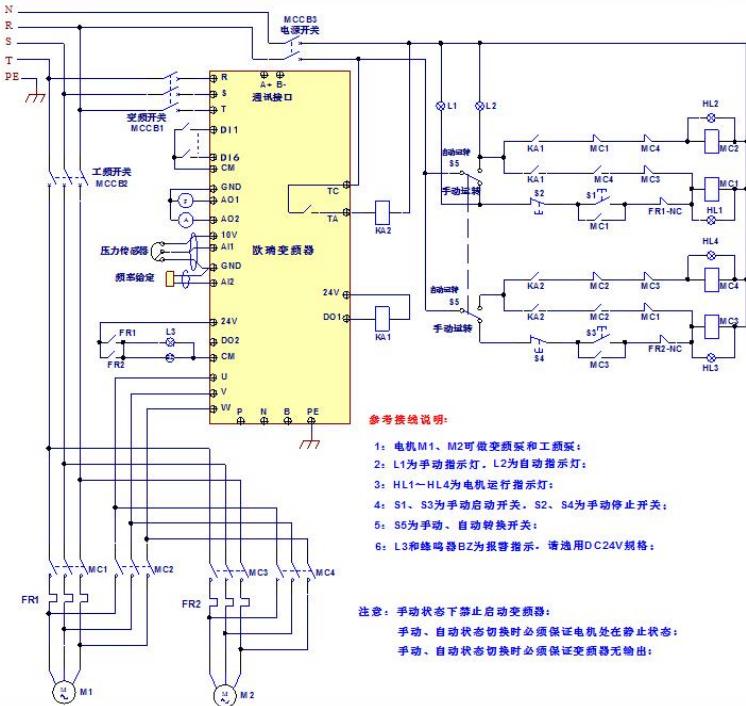 N
R
S
T
PE
MCCB3
电源开关
变频开关
MCCB1
工频开关
MCCB2
R
S
T
A+ B-
通讯接口
DI1
DI6
CM
GND
AO1
AO2
10V
AI1
GND
AI2
压力传感器
频率给定
欧瑞变频器
TC
TA
KA2
24V
DO1
KA1
24V
DO2
CM
U
V
W
P N B PE
FR1
FR2
L3
L1
L2
自动运转
S5
手动运转
KA1 MC1 MC4
HL2
MC2
KA1 MC4 MC3
MC1
S2
S1
MC1
FR1-NC
HL1
自动运转
S5
手动运转
KA2 MC2 MC3
HL4
MC4
KA2 MC2 MC1
MC3
S4
S3
MC3
FR2-NC
HL3
参考接线说明:
1: 电机M1、M2可做变频泵和工频泵;
2: L1为手动指示灯, L2为自动指示灯;
3: HL1~HL4为电机运行指示灯;
4: S1、S3为手动启动开关, S2、S4为手动停止开关;
5: S5为手动、自动转换开关;
6: L3和蜂鸣器BZ为报警指示, 请选用DC24V规格;
注意: 手动状态下禁止启动变频器;
手动、自动状态切换时必须保证电机处在静止状态;
手动、自动状态切换时必须保证变频器无输出;
MC1
MC2
FR1
M
M1
MC3
MC4
FR2
M
M2